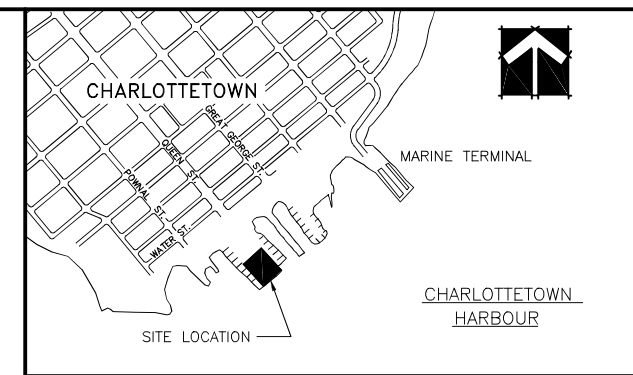 CHARLOTTETOWN
GREAT GEORGE ST.
QUEEN ST.
POWNAL ST.
WATER ST.
MARINE TERMINAL
CHARLOTTETOWN
HARBOUR
SITE LOCATION